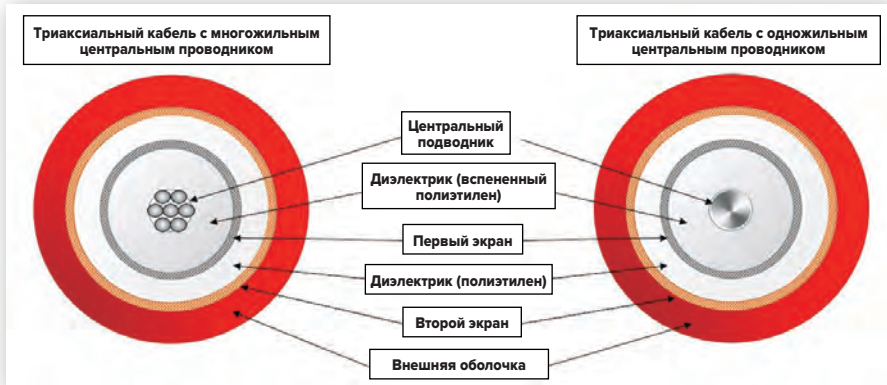 Триаксиальный кабель с многожильным
центральным проводником
Триаксиальный кабель с одножильным
центральным проводником
Центральный
подводник
Диэлектрик (вспененный
полиэтилен)
Первый экран
Диэлектрик (полиэтилен)
Второй экран
Внешняя оболочка